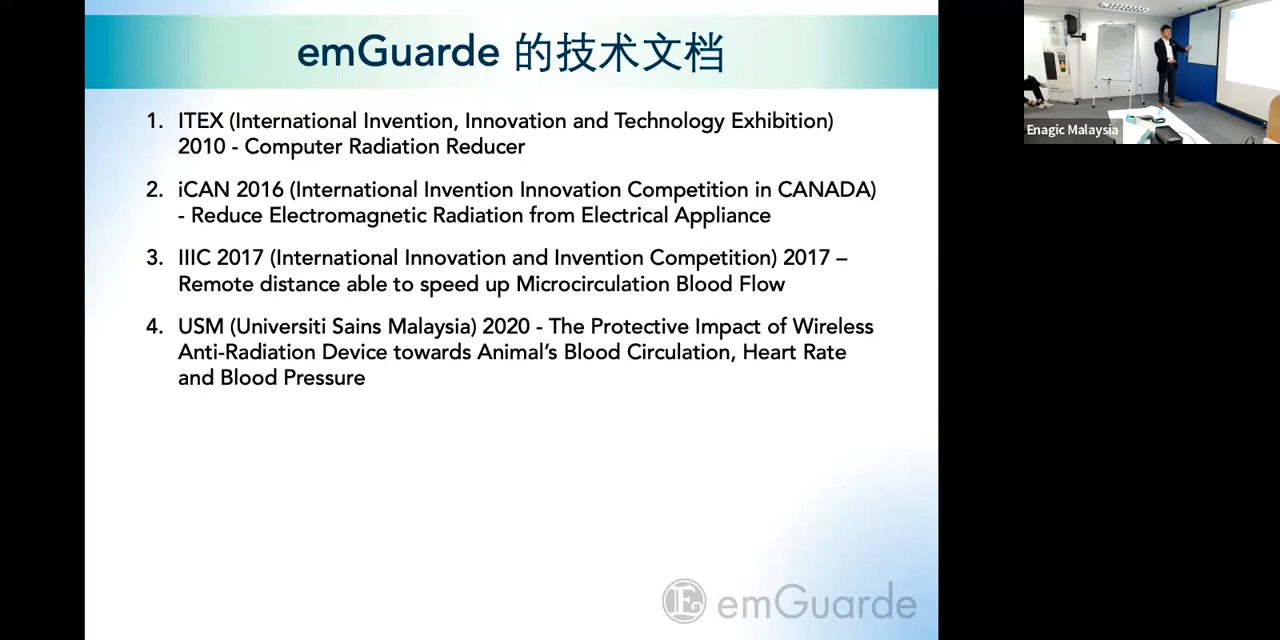 emGuarde 的技术文档
1. ITEX (International Invention, Innovation and Technology Exhibition)
2010 - Computer Radiation Reducer
2. iCAN 2016 (International Invention Innovation Competition in CANADA)
- Reduce Electromagnetic Radiation from Electrical Appliance
3. IIIC 2017 (International Innovation and Invention Competition) 2017 –
Remote distance able to speed up Microcirculation Blood Flow
4. USM (Universiti Sains Malaysia) 2020 - The Protective Impact of Wireless
Anti-Radiation Device towards Animal’s Blood Circulation, Heart Rate
and Blood Pressure
E emGuarde
Enagic Malaysia